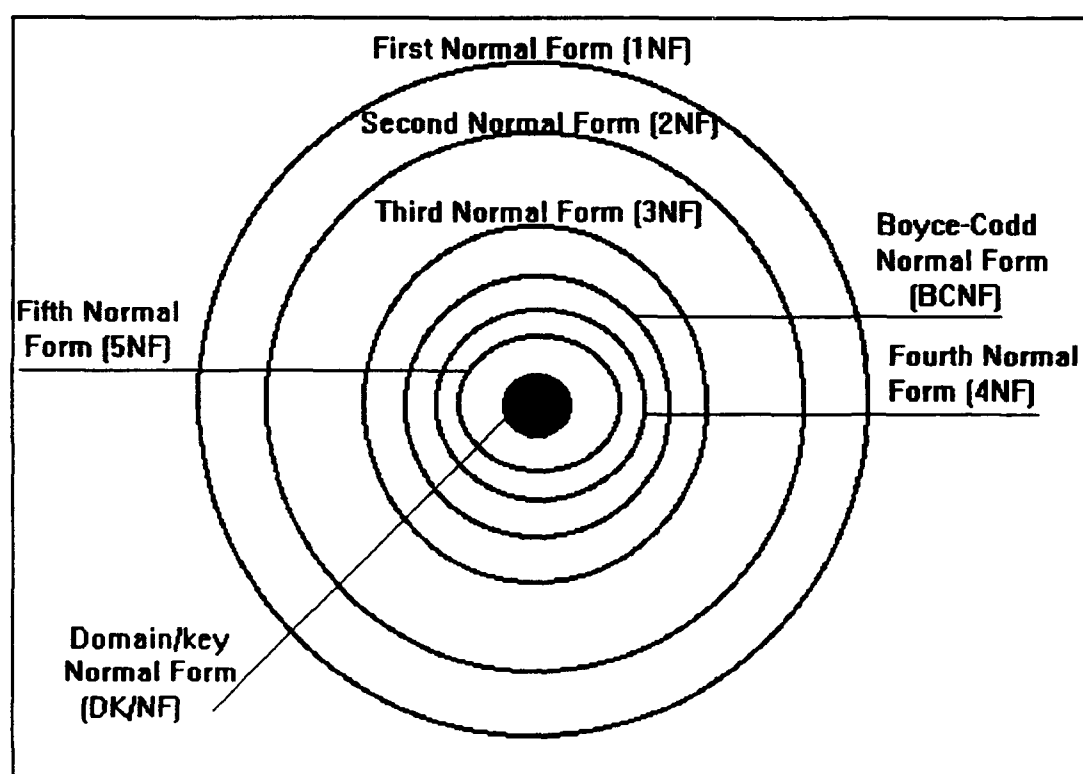 First Normal Form (1NF)
Second Normal Form (2NF)
Third Normal Form (3NF)
Boyce-Codd
Normal Form
(BCNF)
Fifth Normal
Form (5NF)
Fourth Normal
Form (4NF)
Domain/key
Normal Form
(DK/NF)